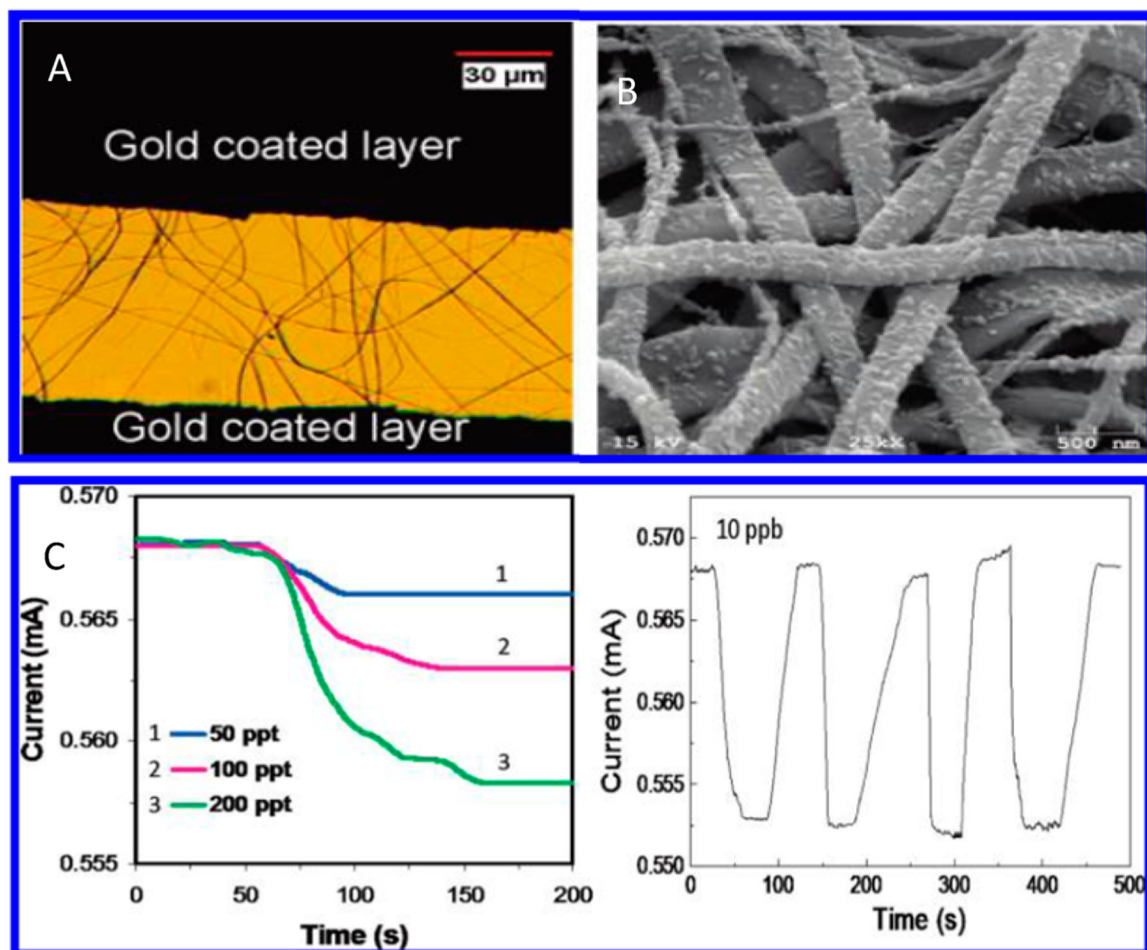 A
30 µm
Gold coated layer
Gold coated layer
B
15 kV 25kX 500 nm
C
0.570
0.565
0.560
0.555
Current (mA)
1
2
3
1 50 ppt
2 100 ppt
3 200 ppt
0 50 100 150 200
Time (s)
10 ppb
0.570
0.565
0.560
0.555
0.550
Current (mA)
0 100 200 300 400 500
Time (s)